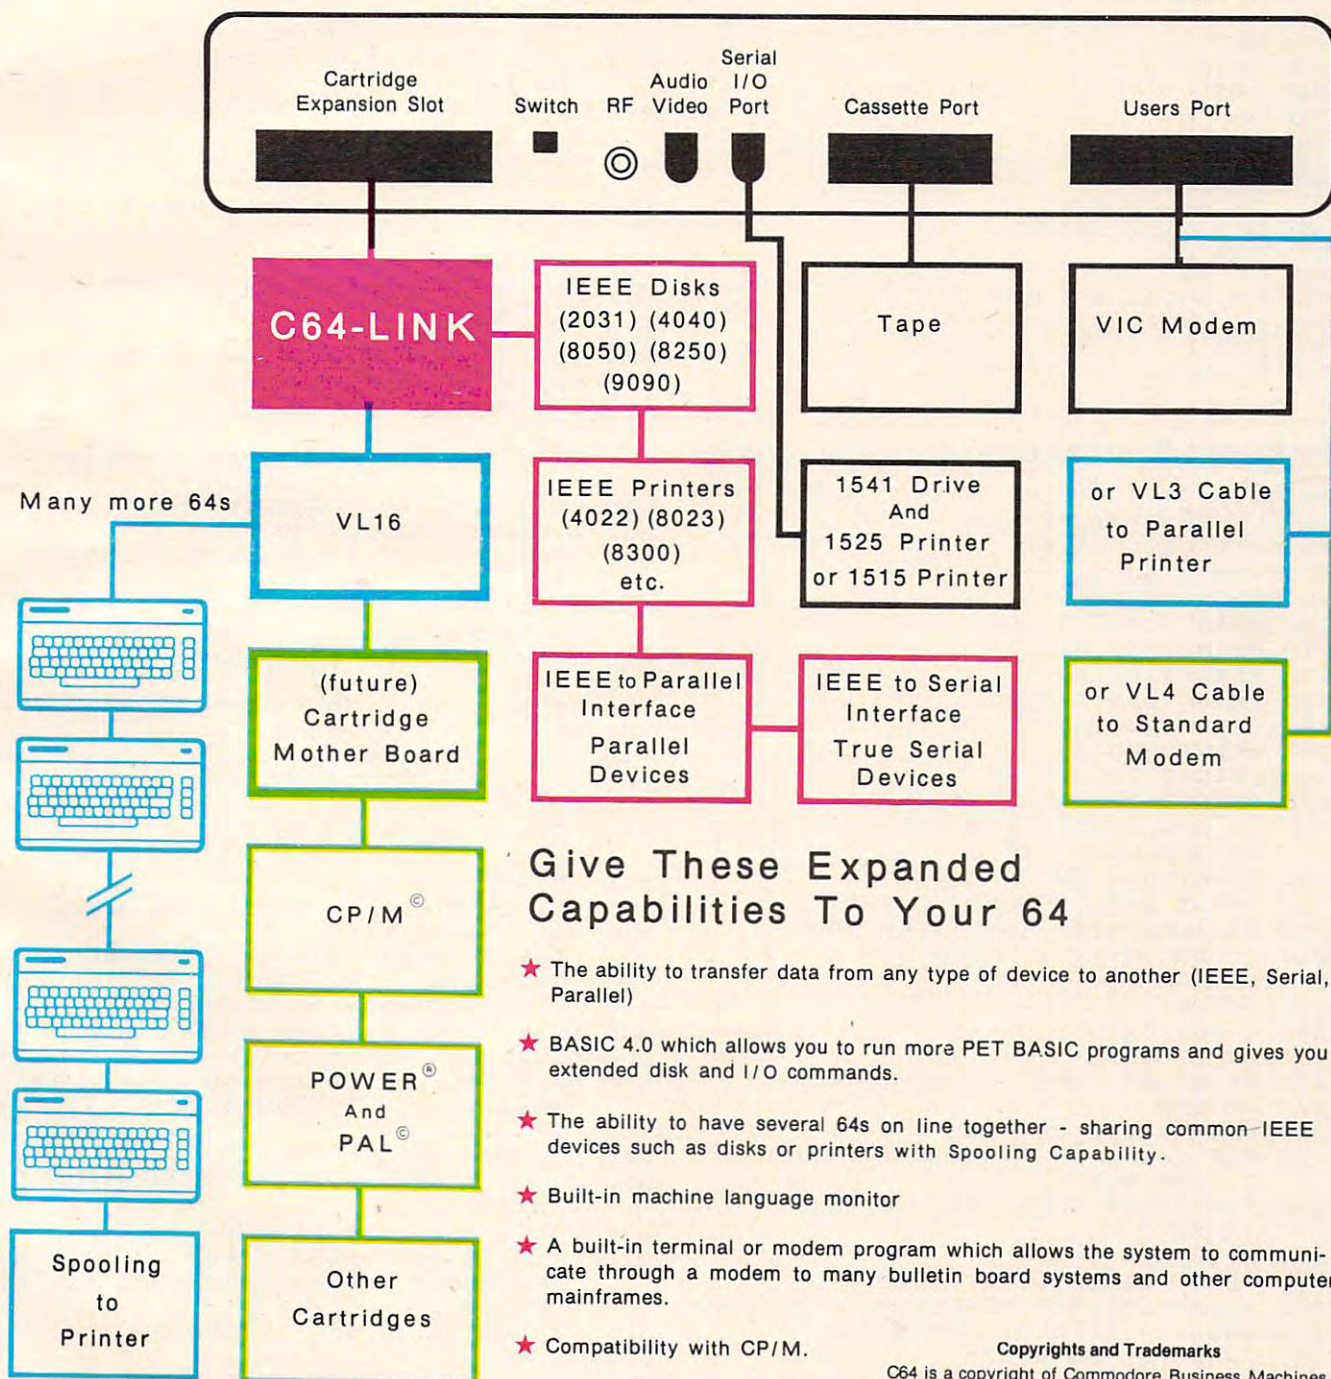 Cartridge
Expansion Slot
Switch
RF
Audio
Video
Serial
I/O
Port
Cassette Port
Users Port
C64-LINK
IEEE Disks
(2031) (4040)
(8050) (8250)
(9090)
Tape
VIC Modem
Many more 64s
VL16
IEEE Printers
(4022) (8023)
(8300)
etc.
1541 Drive
And
1525 Printer
or 1515 Printer
or VL3 Cable
to Parallel
Printer
(future)
Cartridge
Mother Board
IEEE to Parallel
Interface
Parallel
Devices
IEEE to Serial
Interface
True Serial
Devices
or VL4 Cable
to Standard
Modem
CP/M©
POWER®
And
PAL©
Other
Cartridges
Spooling
to
Printer
Give These Expanded
Capabilities To Your 64
★ The ability to transfer data from any type of device to another (IEEE, Serial,
Parallel)
★ BASIC 4.0 which allows you to run more PET BASIC programs and gives you
extended disk and I/O commands.
★ The ability to have several 64s on line together - sharing common IEEE
devices such as disks or printers with Spooling Capability.
★ Built-in machine language monitor
★ A built-in terminal or modem program which allows the system to communi-
cate through a modem to many bulletin board systems and other computer
mainframes.
★ Compatibility with CP/M.
Copyrights and Trademarks
C64 is a copyright of Commodore Business Machines